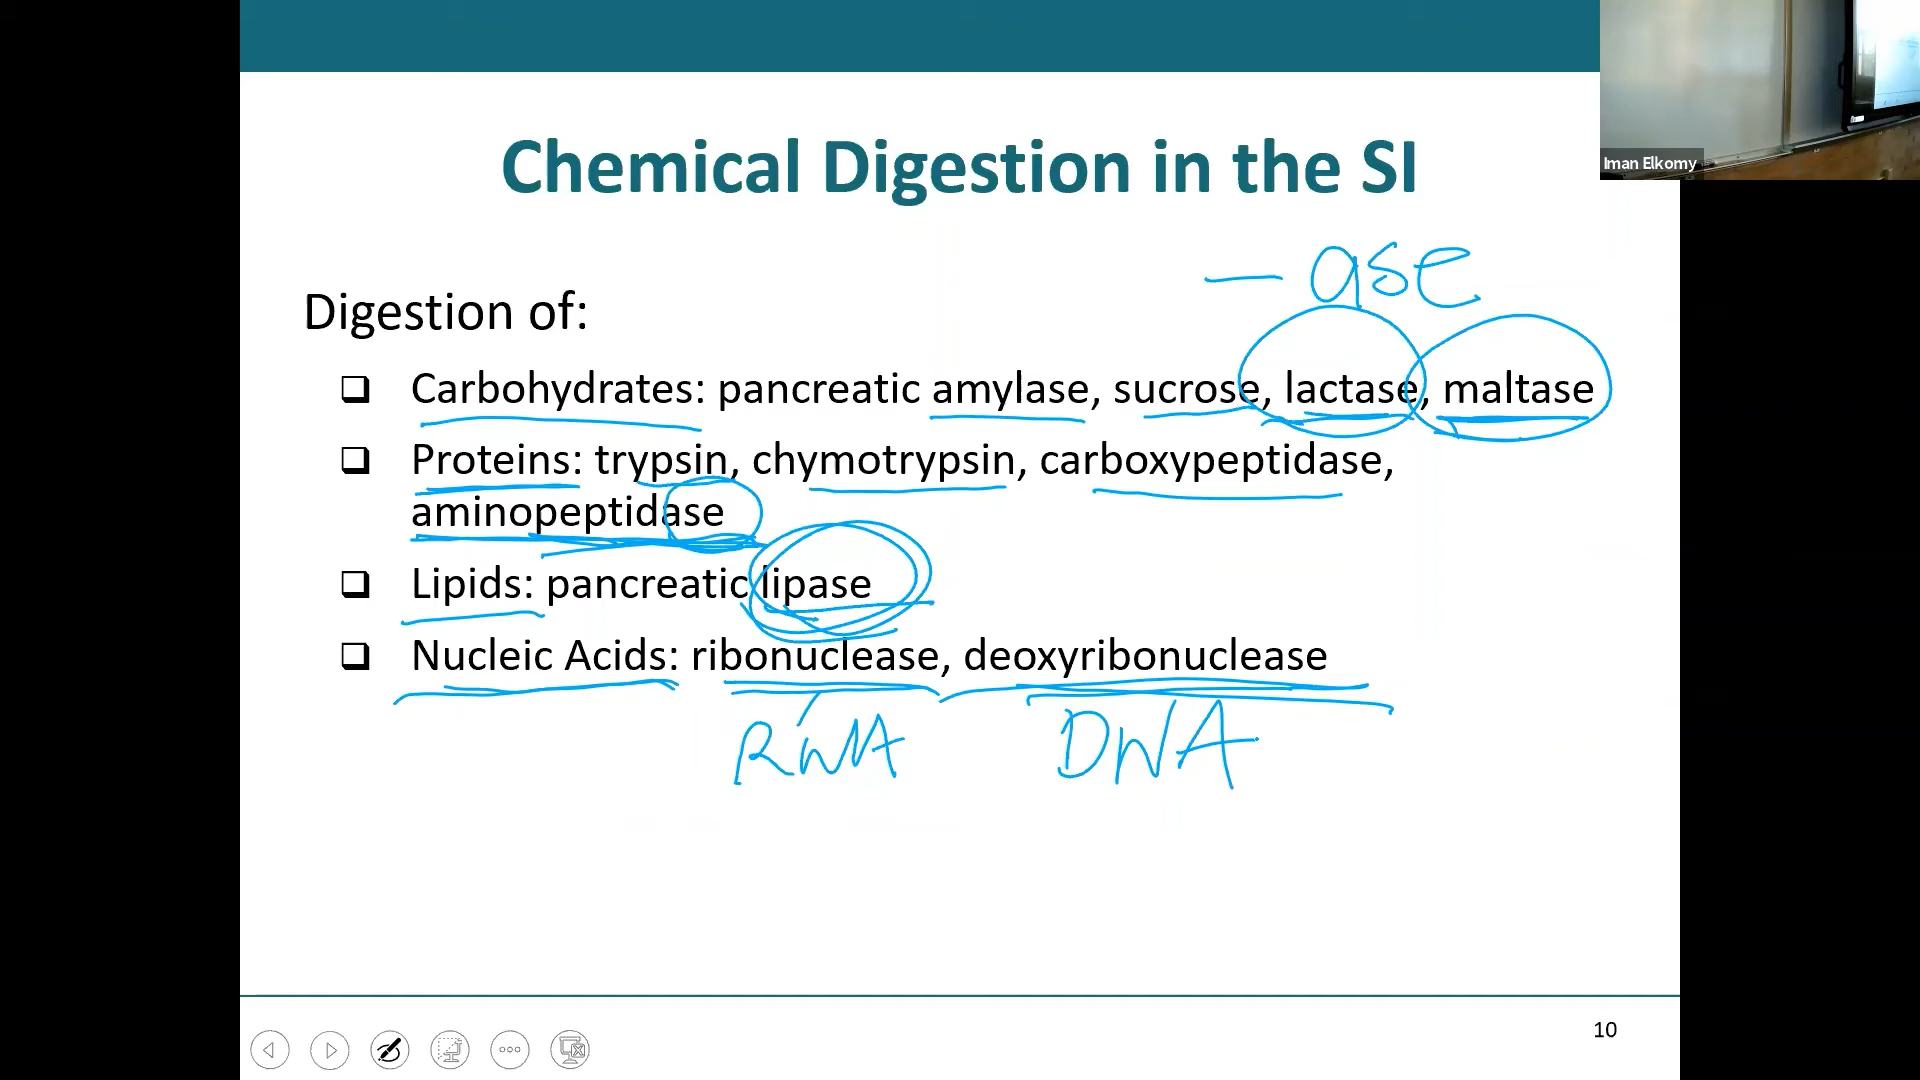 Iman Elkomy
Chemical Digestion in the SI
- ase
Digestion of:
❑ Carbohydrates: pancreatic amylase, sucrose, lactase, maltase
❑ Proteins: trypsin, chymotrypsin, carboxypeptidase,
aminopeptidase
❑ Lipids: pancreatic lipase
❑ Nucleic Acids: ribonuclease, deoxyribonuclease
RNA DNA
10